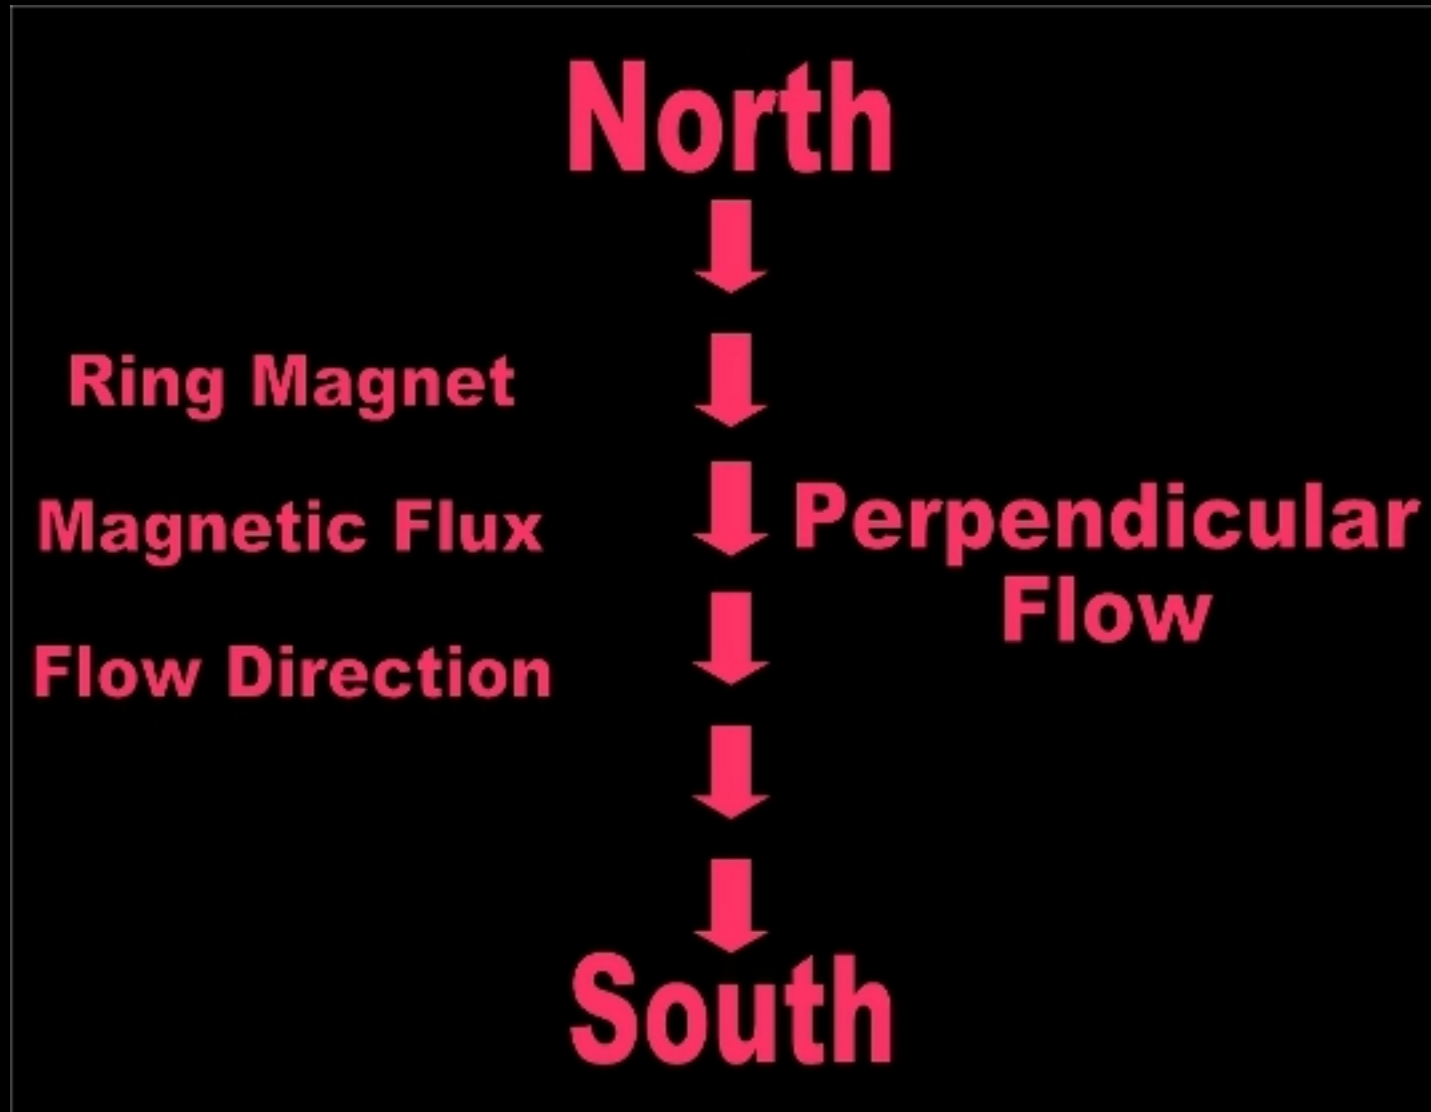 North
Ring Magnet
Magnetic Flux
Flow Direction
Perpendicular
Flow
South